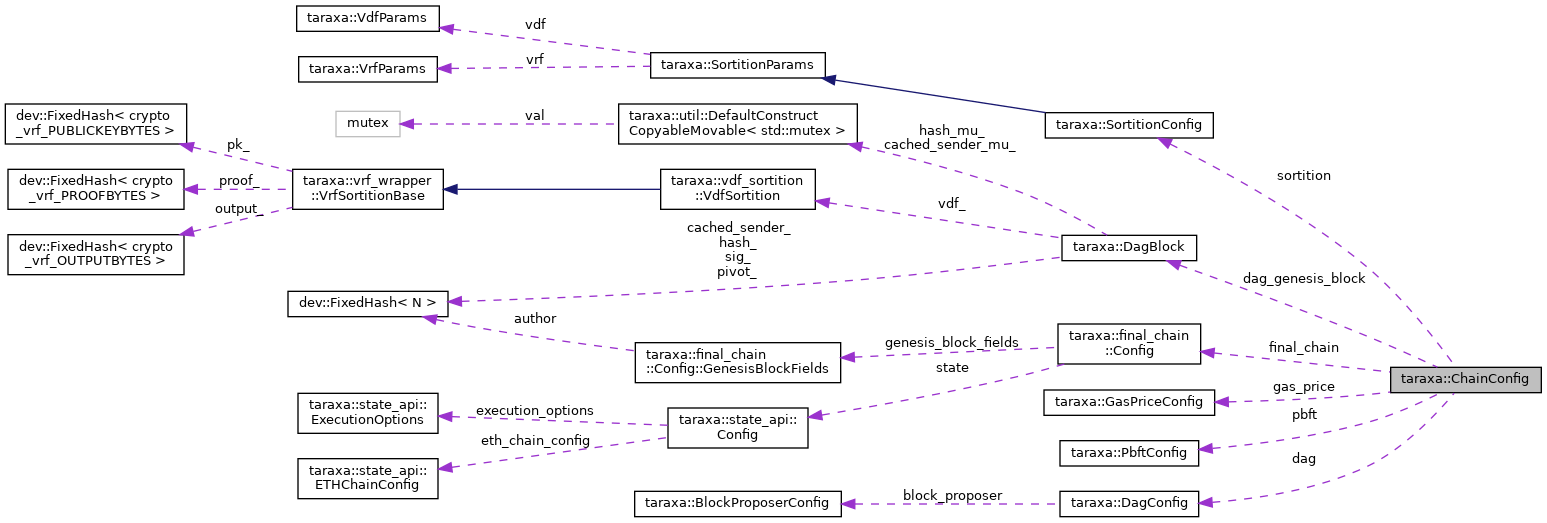 taraxa::VdfParams
vdf
taraxa::VrfParams
vrf
taraxa::SortitionParams
dev::FixedHash< crypto
_vrf_PUBLICKEYBYTES >
mutex
val
taraxa::util::DefaultConstruct
CopyableMovable< std::mutex >
hash_mu_
cached_sender_mu_
taraxa::SortitionConfig
pk_
dev::FixedHash< crypto
_vrf_PROOFBYTES >
proof_
taraxa::vrf_wrapper
::VrfSortitionBase
taraxa::vdf_sortition
::VdfSortition
vdf_
sortition
output_
dev::FixedHash< crypto
_vrf_OUTPUTBYTES >
cached_sender_
hash_
sig_
pivot_
taraxa::DagBlock
dag_genesis_block
dev::FixedHash< N >
author
taraxa::final_chain
::Config::GenesisBlockFields
genesis_block_fields
taraxa::final_chain
::Config
final_chain
state
taraxa::ChainConfig
taraxa::state_api::
ExecutionOptions
execution_options
taraxa::state_api::
Config
taraxa::GasPriceConfig
gas_price
eth_chain_config
pbft
taraxa::state_api::
ETHChainConfig
taraxa::PbftConfig
dag
taraxa::BlockProposerConfig
block_proposer
taraxa::DagConfig